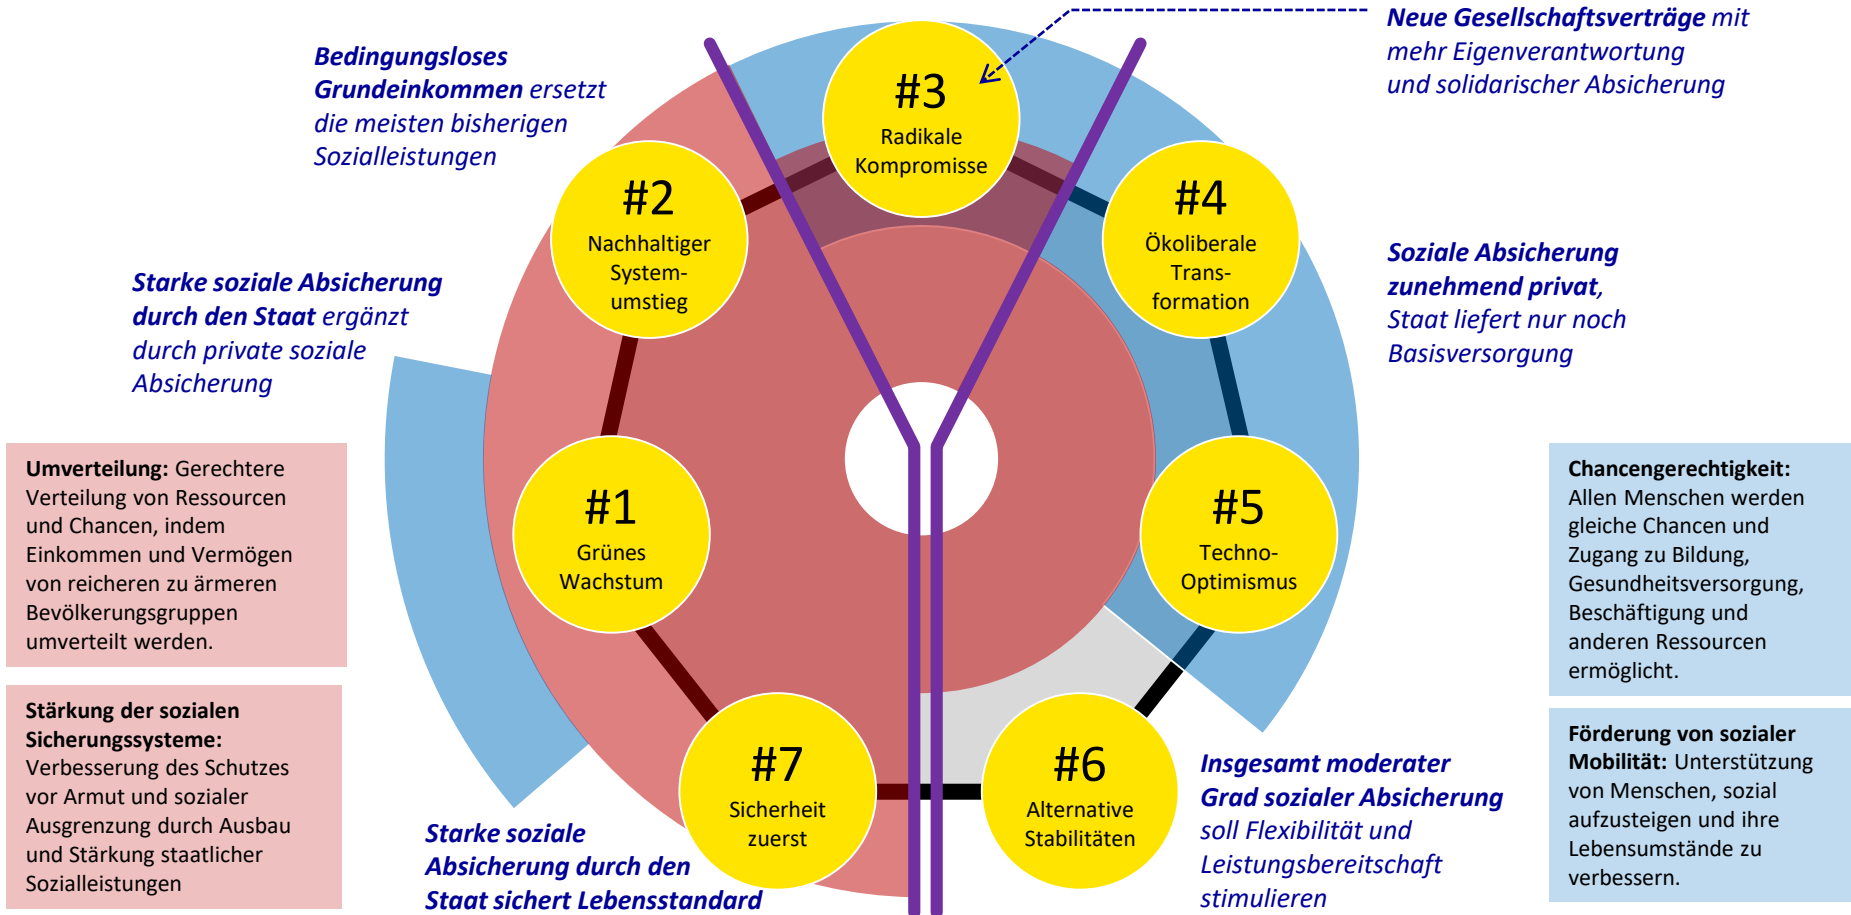 Neue Gesellschaftsverträge mit
mehr Eigenverantwortung
und solidarischer Absicherung
Bedingungsloses
Grundeinkommen ersetzt
die meisten bisherigen
Sozialleistungen
#3
Radikale
Kompromisse
#2
Nachhaltiger
System-
umstieg
#4
Ökoliberale
Trans-
formation
Starke soziale Absicherung
durch den Staat ergänzt
durch private soziale
Absicherung
Soziale Absicherung
zunehmend privat,
Staat liefert nur noch
Basisversorgung
Umverteilung: Gerechtere
Verteilung von Ressourcen
und Chancen, indem
Einkommen und Vermögen
von reicheren zu ärmeren
Bevölkerungsgruppen
umverteilt werden.
#1
Grünes
Wachstum
#5
Techno-
Optimismus
Chancengerechtigkeit:
Allen Menschen werden
gleiche Chancen und
Zugang zu Bildung,
Gesundheitsversorgung,
Beschäftigung und
anderen Ressourcen
ermöglicht.
Stärkung der sozialen
Sicherungssysteme:
Verbesserung des Schutzes
vor Armut und sozialer
Ausgrenzung durch Ausbau
und Stärkung staatlicher
Sozialleistungen
#7
Sicherheit
zuerst
#6
Alternative
Stabilitäten
Starke soziale
Absicherung durch den
Staat sichert Lebensstandard
Insgesamt moderater
Grad sozialer Absicherung
soll Flexibilität und
Leistungsbereitschaft
stimulieren
Förderung von sozialer
Mobilität: Unterstützung
von Menschen, sozial
aufzusteigen und ihre
Lebensumstände zu
verbessern.